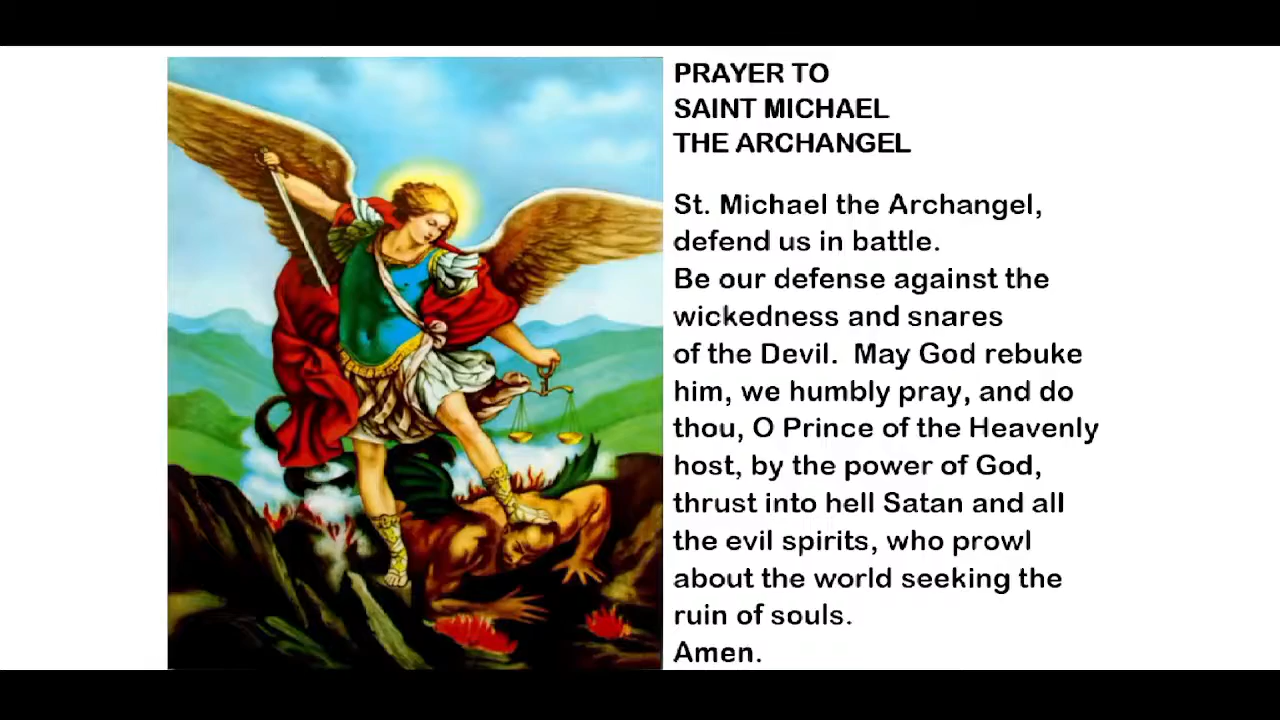 PRAYER TO
SAINT MICHAEL
THE ARCHANGEL
St. Michael the Archangel,
defend us in battle.
Be our defense against the
wickedness and snares
of the Devil.  May God rebuke
him, we humbly pray, and do
thou, O Prince of the Heavenly
host, by the power of God,
thrust into hell Satan and all
the evil spirits, who prowl
about the world seeking the
ruin of souls.
Amen.